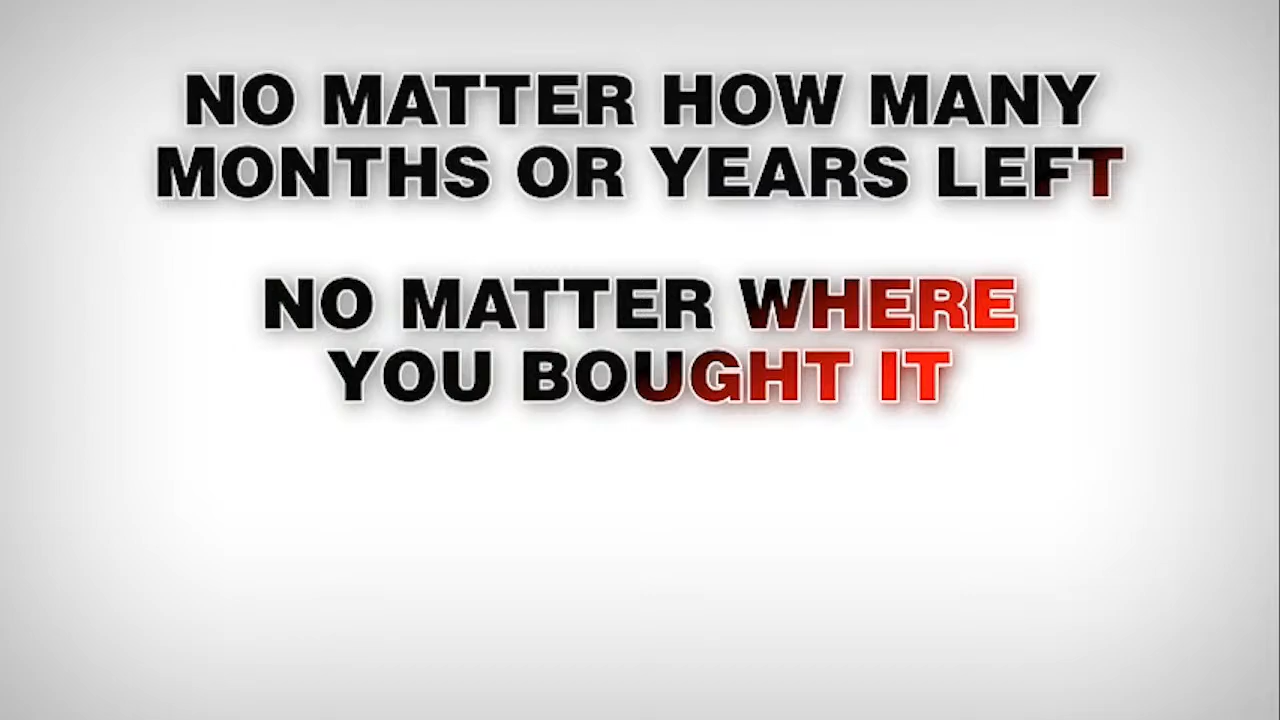 NO MATTER HOW MANY
MONTHS OR YEARS LEFT
NO MATTER WHERE
YOU BOUGHT IT